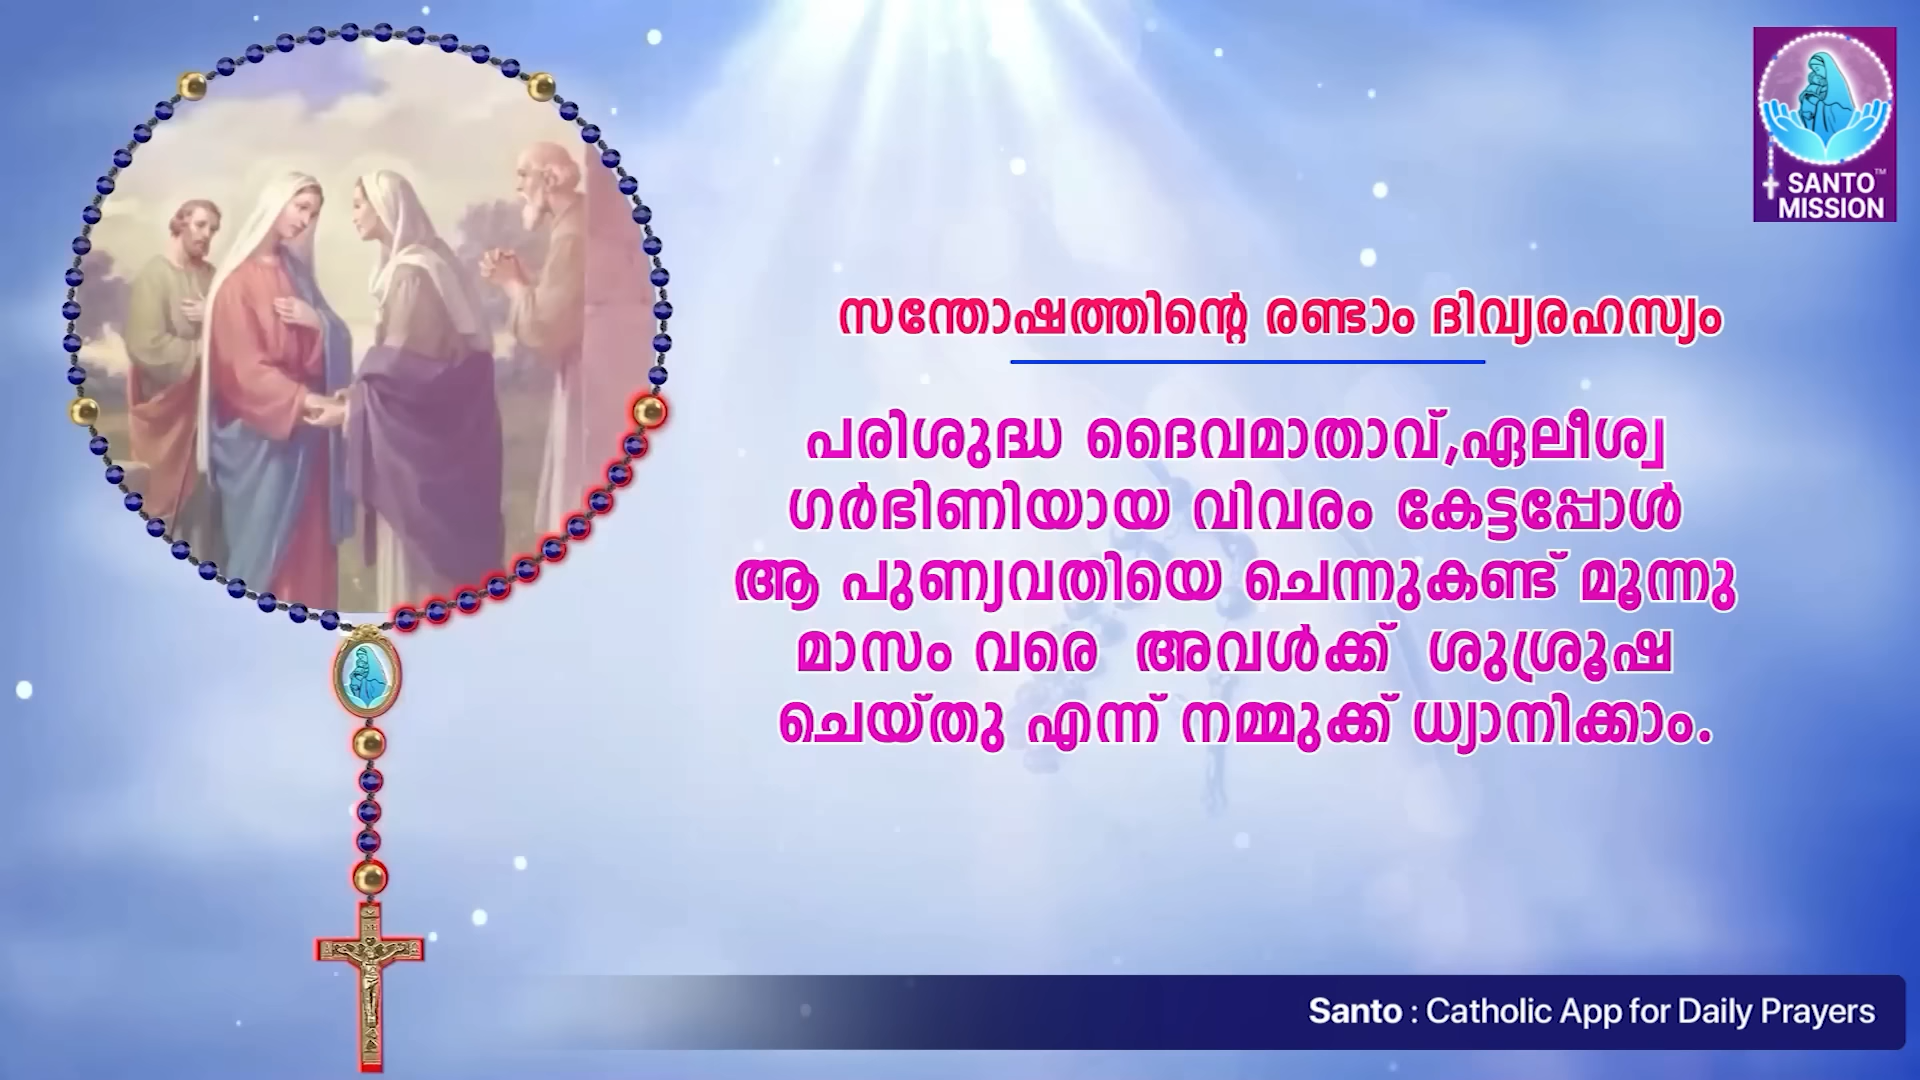 SANTO™
MISSION
സന്തോഷത്തിന്റെ രണ്ടാം ദിവ്യരഹസ്യം
പരിശുദ്ധ ദൈവമാതാവ്,ഏലീശ്വ
ഗർഭിണിയായ വിവരം കേട്ടപ്പോൾ
ആ പുണ്യവതിയെ ചെന്നുകണ്ട് മൂന്നു
മാസം വരെ അവൾക്ക് ശുശ്രൂഷ
ചെയ്തു എന്ന് നമ്മുക്ക് ധ്യാനിക്കാം.
Santo : Catholic App for Daily Prayers